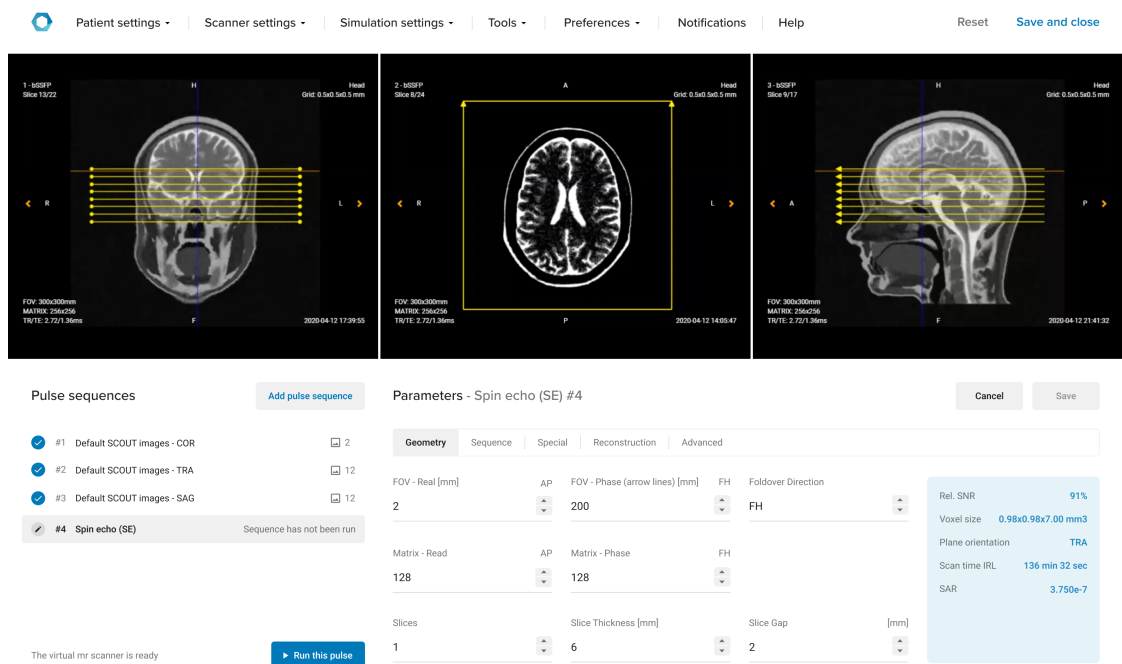 Patient settings Scanner settings Simulation settings Tools Preferences Notifications Help Reset Save and close
1 - bSSFP H Head
Slice 13/22 Grid: 0.5x0.5x0.5 mm
R L
FOV: 300x300mm
MATRIX: 256x256
TR/TE: 2.72/1.36ms F 2020-04-12 17:39:55
2 - bSSFP A Head
Slice 8/24 Grid: 0.5x0.5x0.5 mm
R L
FOV: 300x300mm
MATRIX: 256x256
TR/TE: 2.72/1.36ms P 2020-04-12 14:05:47
3 - bSSFP H Head
Slice 9/17 Grid: 0.5x0.5x0.5 mm
A P
FOV: 300x300mm
MATRIX: 256x256
TR/TE: 2.72/1.36ms F 2020-04-12 21:41:32
Pulse sequences Add pulse sequence
#1 Default SCOUT images - COR 2
#2 Default SCOUT images - TRA 12
#3 Default SCOUT images - SAG 12
#4 Spin echo (SE) Sequence has not been run
The virtual mr scanner is ready Run this pulse
Parameters - Spin echo (SE) #4 Cancel Save
Geometry Sequence Special Reconstruction Advanced
FOV - Real [mm] AP FOV - Phase (arrow lines) [mm] FH Foldover Direction
2 200 FH
Matrix - Read AP Matrix - Phase FH
128 128
Slices Slice Thickness [mm] Slice Gap [mm]
1 6 2
Rel. SNR 91%
Voxel size 0.98x0.98x7.00 mm3
Plane orientation TRA
Scan time IRL 136 min 32 sec
SAR 3.750e-7